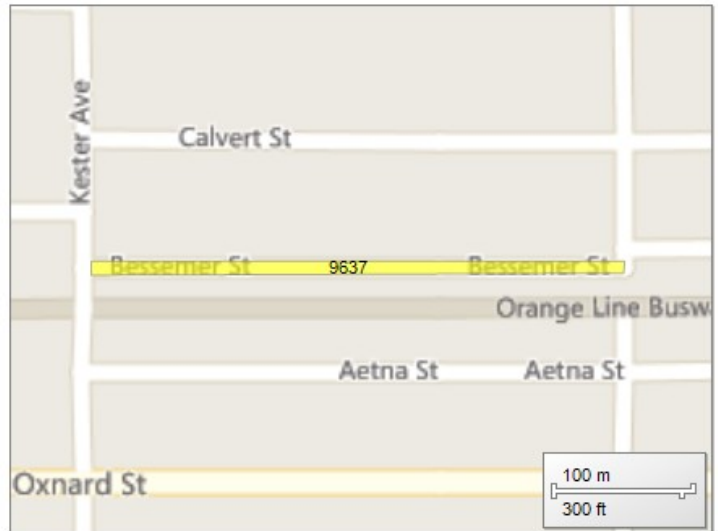 Kester Ave
Calvert St
Bessemer St 9637 Bessemer St
Orange Line Busw
Aetna St Aetna St
Oxnard St
100 m
300 ft